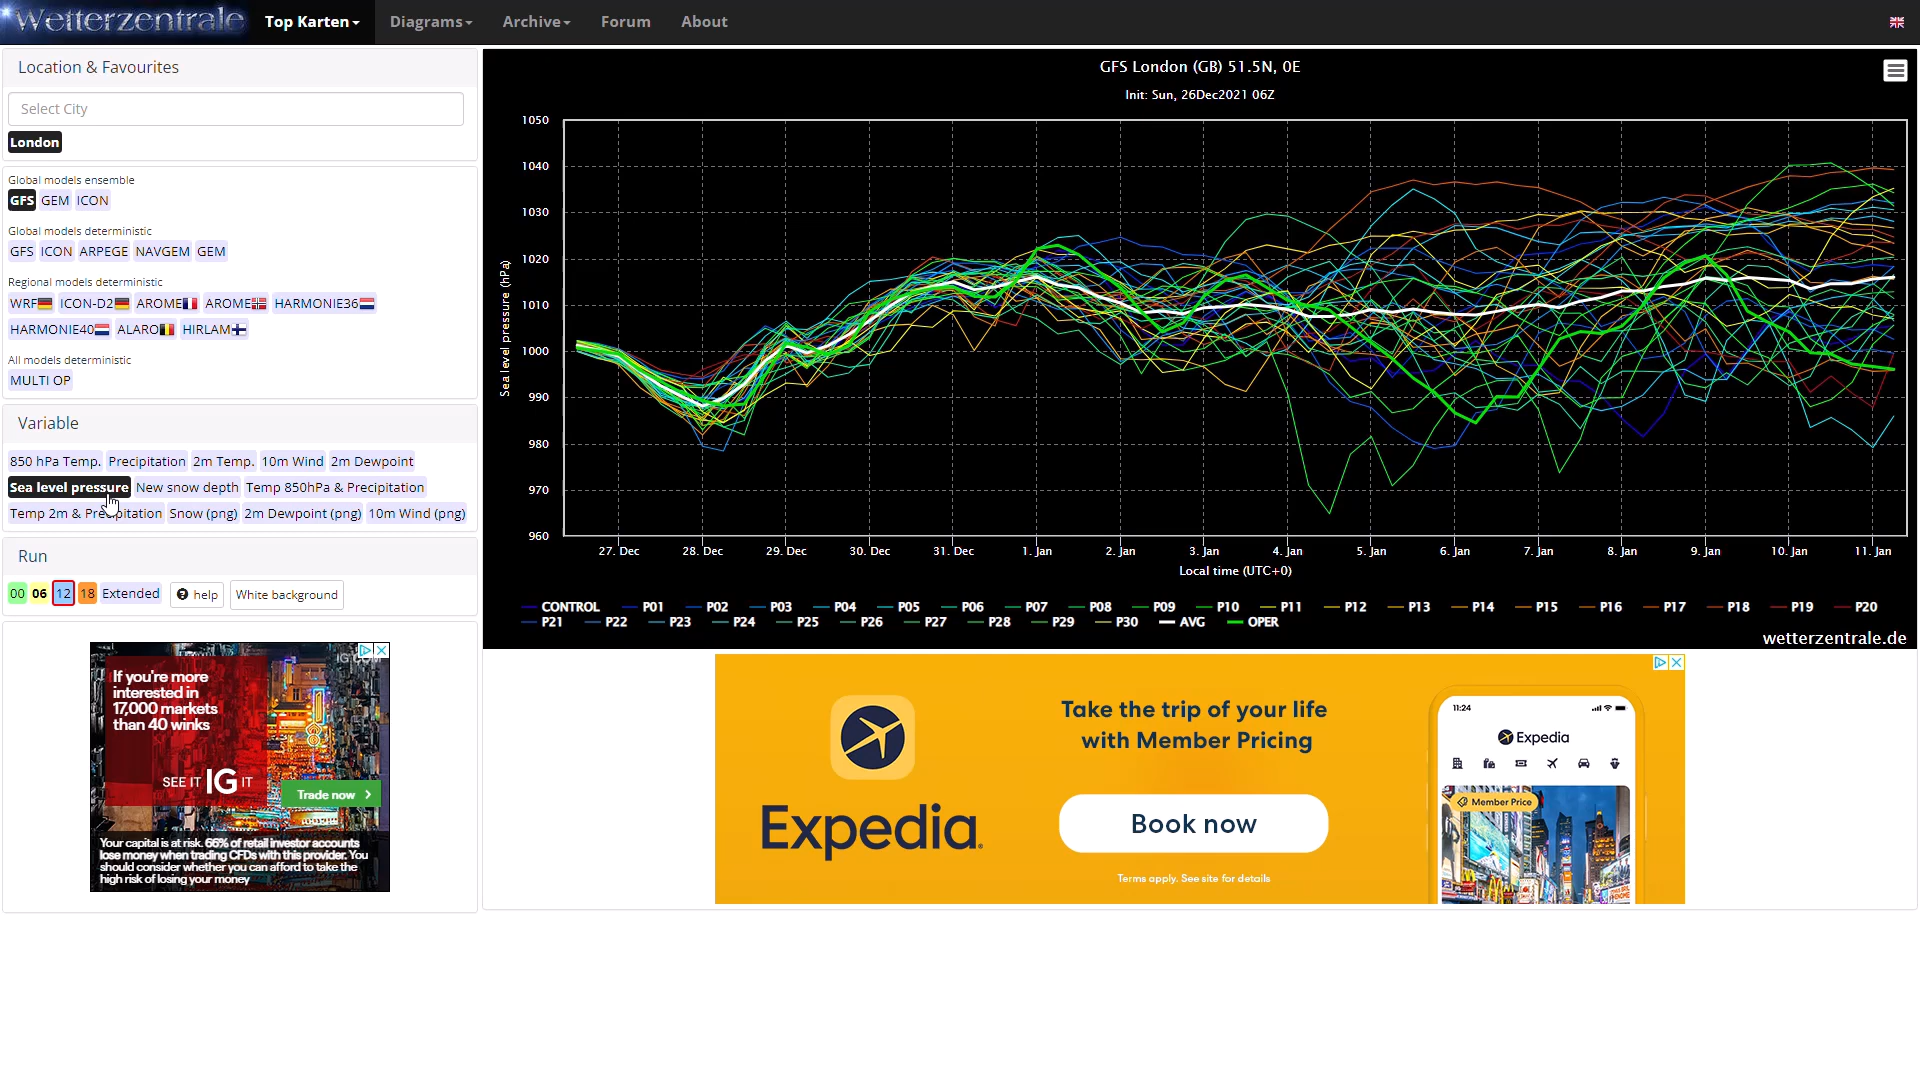 Wetterzentrale Top Karten Diagrams Archive Forum About
Location & Favourites
Select City
London
Global models ensemble
GFS GEM ICON
Global models deterministic
GFS ICON ARPEGE NAVGEM GEM
Regional models deterministic
WRF ICON-D2 AROME AROME HARMONIE36
HARMONIE40 ALARO HIRLAM
All models deterministic
MULTI OP
Variable
850 hPa Temp. Precipitation 2m Temp. 10m Wind 2m Dewpoint
Sea level pressure New snow depth Temp 850hPa & Precipitation
Temp 2m & Precipitation Snow (png) 2m Dewpoint (png) 10m Wind (png)
Run
00 06 12 18 Extended help White background
GFS London (GB) 51.5N, 0E
Init: Sun, 26Dec2021 06Z
Sea level pressure (hPa)
1050
1040
1030
1020
1010
1000
990
980
970
960
27. Dec 28. Dec 29. Dec 30. Dec 31. Dec 1. Jan 2. Jan 3. Jan 4. Jan 5. Jan 6. Jan 7. Jan 8. Jan 9. Jan 10. Jan 11. Jan
Local time (UTC+0)
CONTROL P01 P02 P03 P04 P05 P06 P07 P08 P09 P10 P11 P12 P13 P14 P15 P16 P17 P18 P19 P20
P21 P22 P23 P24 P25 P26 P27 P28 P29 P30 AVG OPER
wetterzentrale.de
IG.COM
If you're more
interested in
17,000 markets
than 40 winks
SEE IT IG IT
Trade now
Your capital is at risk. 66% of retail investor accounts
lose money when trading CFDs with this provider. You
should consider whether you can afford to take the
high risk of losing your money
Expedia
Take the trip of your life
with Member Pricing
Book now
Terms apply. See site for details
11:24
Expedia
Member Price